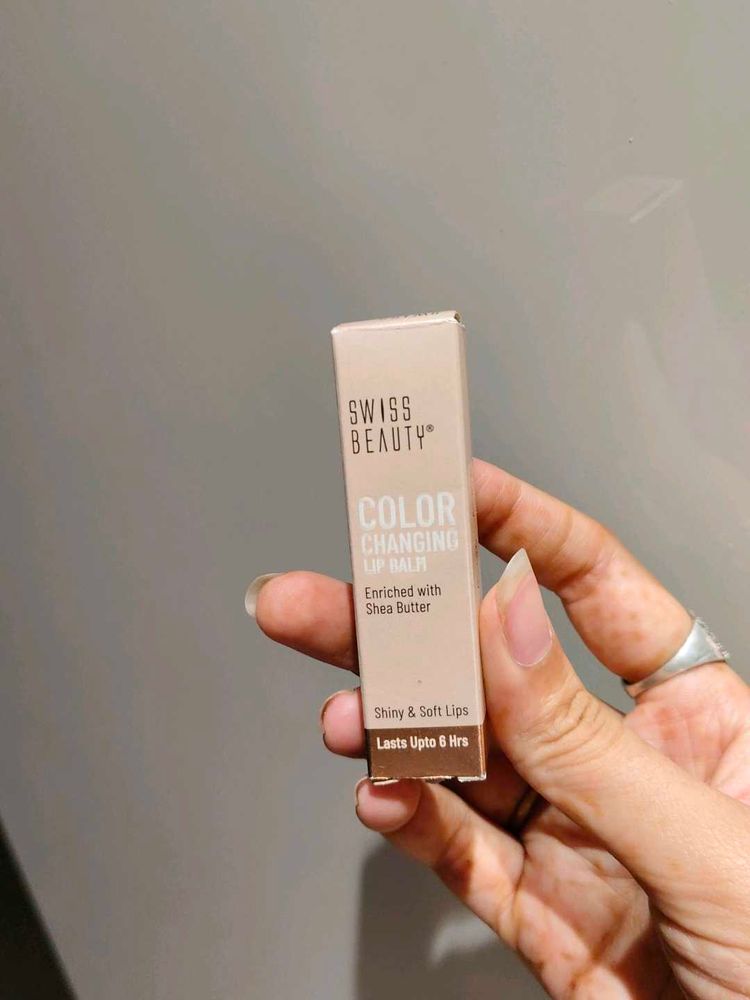 SWISS
BEAUTY®
COLOR
CHANGING
LIP BALM
Enriched with
Shea Butter
Shiny & Soft Lips
Lasts Upto 6 Hrs